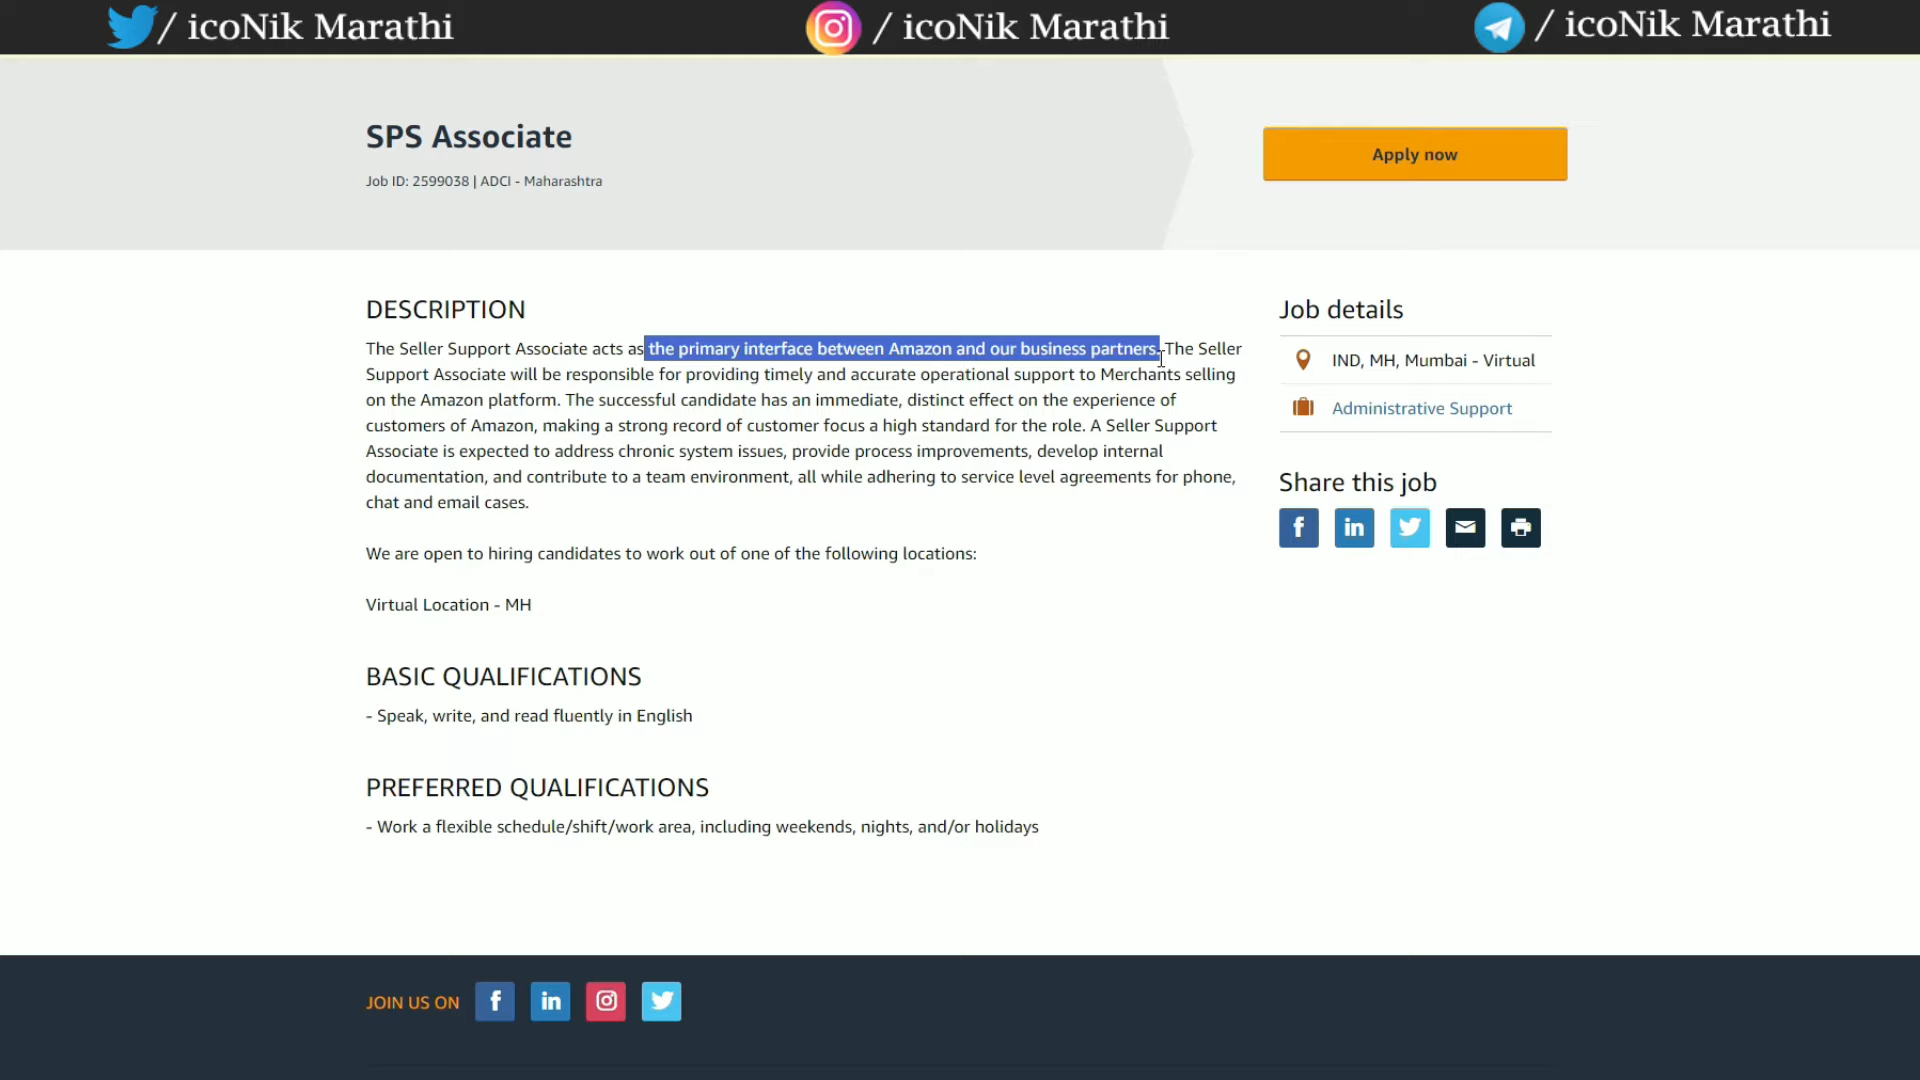 / icoNik Marathi
/ icoNik Marathi
/ icoNik Marathi
SPS Associate
Job ID: 2599038 | ADCI - Maharashtra
Apply now
DESCRIPTION
The Seller Support Associate acts as the primary interface between Amazon and our business partners. The Seller
Support Associate will be responsible for providing timely and accurate operational support to Merchants selling
on the Amazon platform. The successful candidate has an immediate, distinct effect on the experience of
customers of Amazon, making a strong record of customer focus a high standard for the role. A Seller Support
Associate is expected to address chronic system issues, provide process improvements, develop internal
documentation, and contribute to a team environment, all while adhering to service level agreements for phone,
chat and email cases.
We are open to hiring candidates to work out of one of the following locations:
Virtual Location - MH
BASIC QUALIFICATIONS
- Speak, write, and read fluently in English
PREFERRED QUALIFICATIONS
- Work a flexible schedule/shift/work area, including weekends, nights, and/or holidays
Job details
IND, MH, Mumbai - Virtual
Administrative Support
Share this job
JOIN US ON